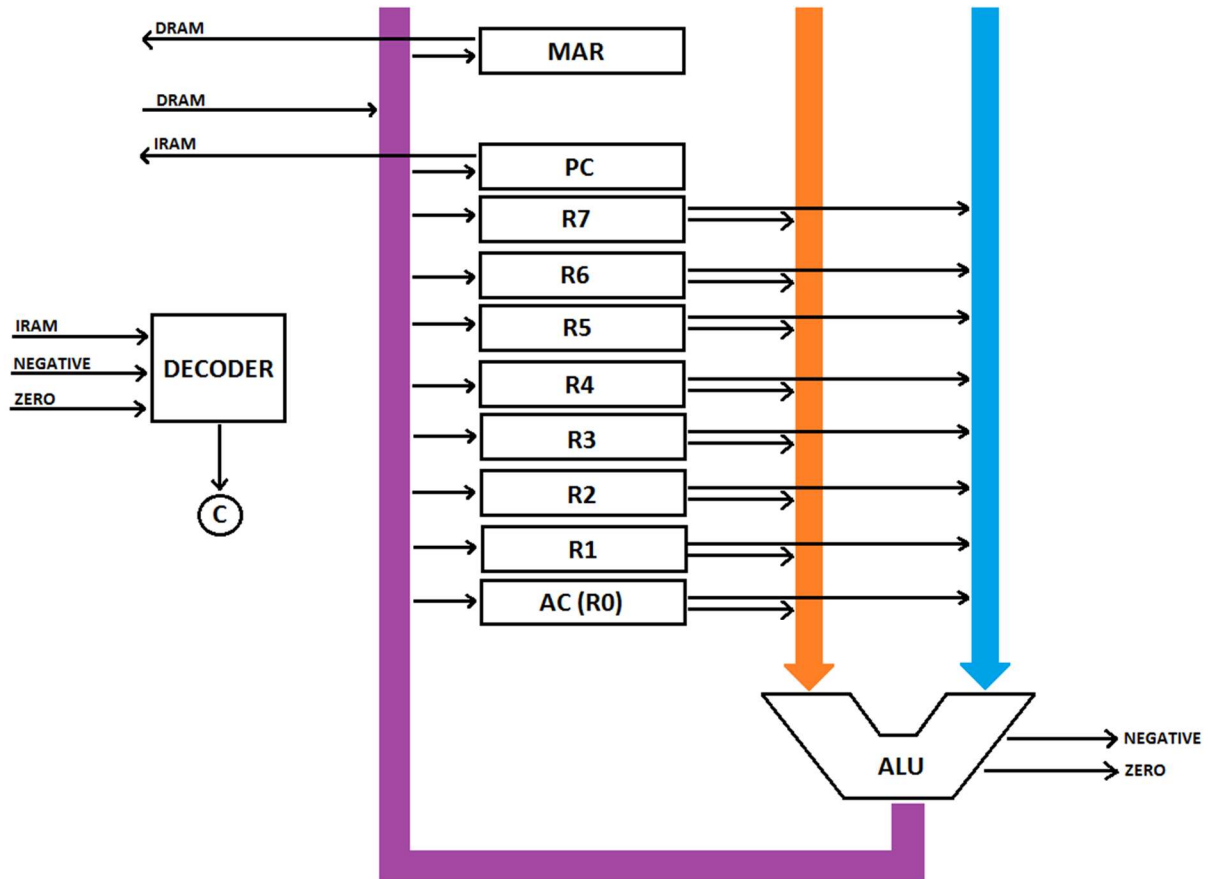 DRAM
MAR
DRAM
IRAM
PC
R7
R6
R5
R4
R3
R2
R1
AC (R0)
IRAM
NEGATIVE
ZERO
DECODER
C
ALU
NEGATIVE
ZERO